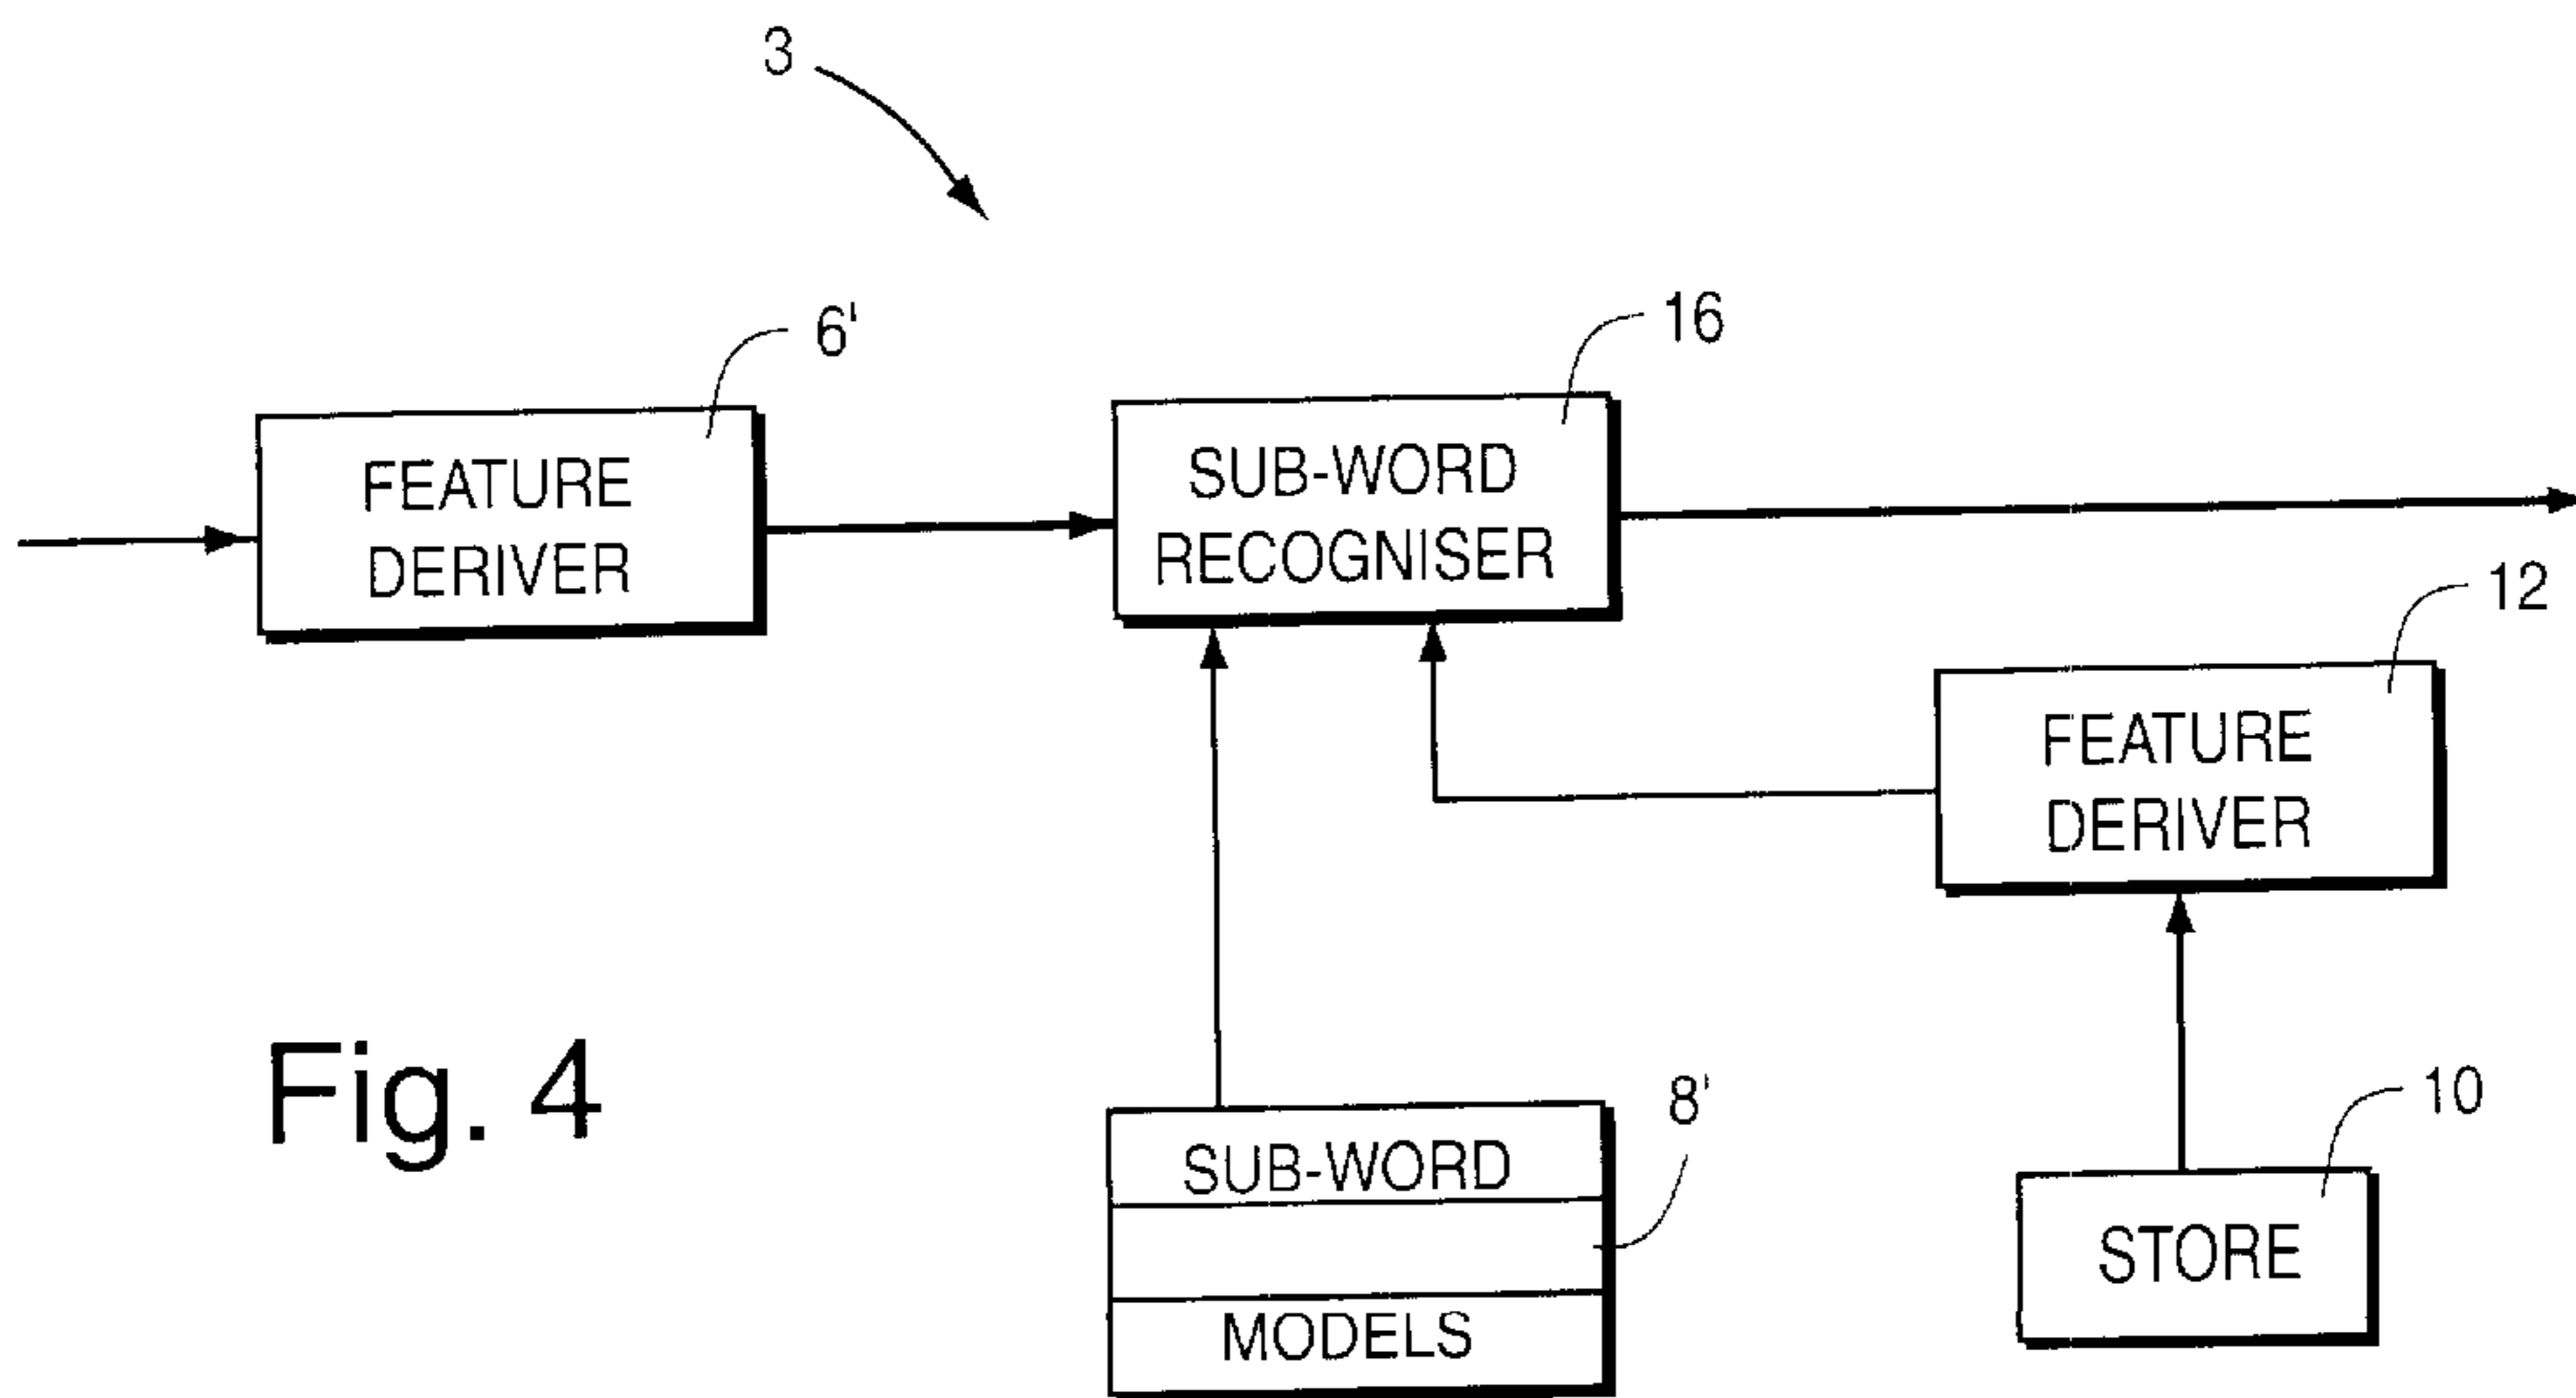 3
6'
16
FEATURE
DERIVER
SUB-WORD
RECOGNISER
12
FEATURE
DERIVER
Fig. 4
8'
10
SUB-WORD
MODELS
STORE